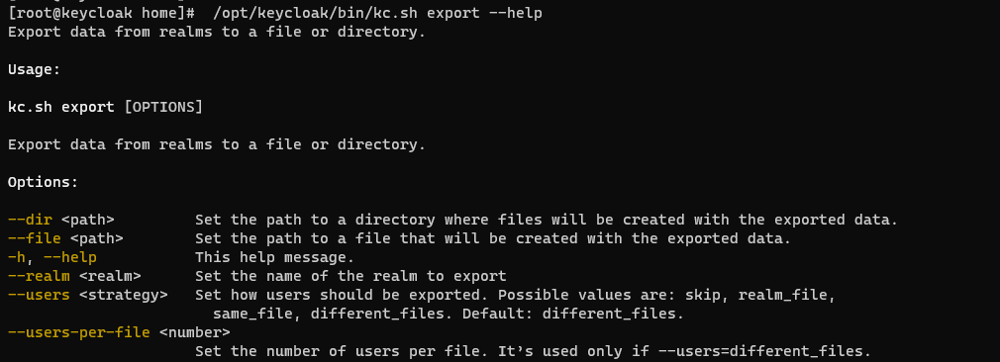 [root@keycloak home]#  /opt/keycloak/bin/kc.sh export --help
Export data from realms to a file or directory.
Usage:
kc.sh export [OPTIONS]
Export data from realms to a file or directory.
Options:
--dir <path>         Set the path to a directory where files will be created with the exported data.
--file <path>        Set the path to a file that will be created with the exported data.
-h, --help           This help message.
--realm <realm>      Set the name of the realm to export
--users <strategy>   Set how users should be exported. Possible values are: skip, realm_file,
                       same_file, different_files. Default: different_files.
--users-per-file <number>
                     Set the number of users per file. It’s used only if --users=different_files.